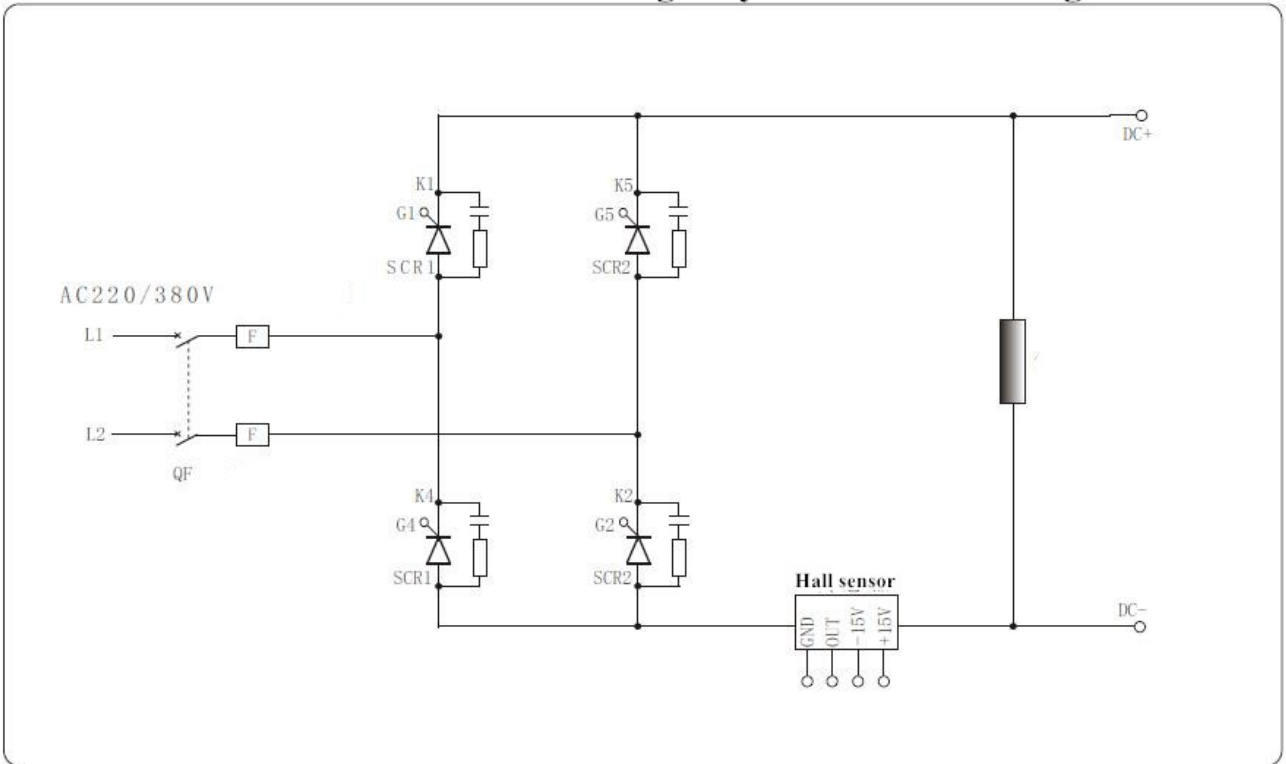 K1
K5
G1
G5
SCR1
SCR2
AC220/380V
L1
F
L2
F
QF
K4
K2
G4
G2
SCR1
SCR2
Hall sensor
GND
OUT
-15V
+15V
DC+
DC-